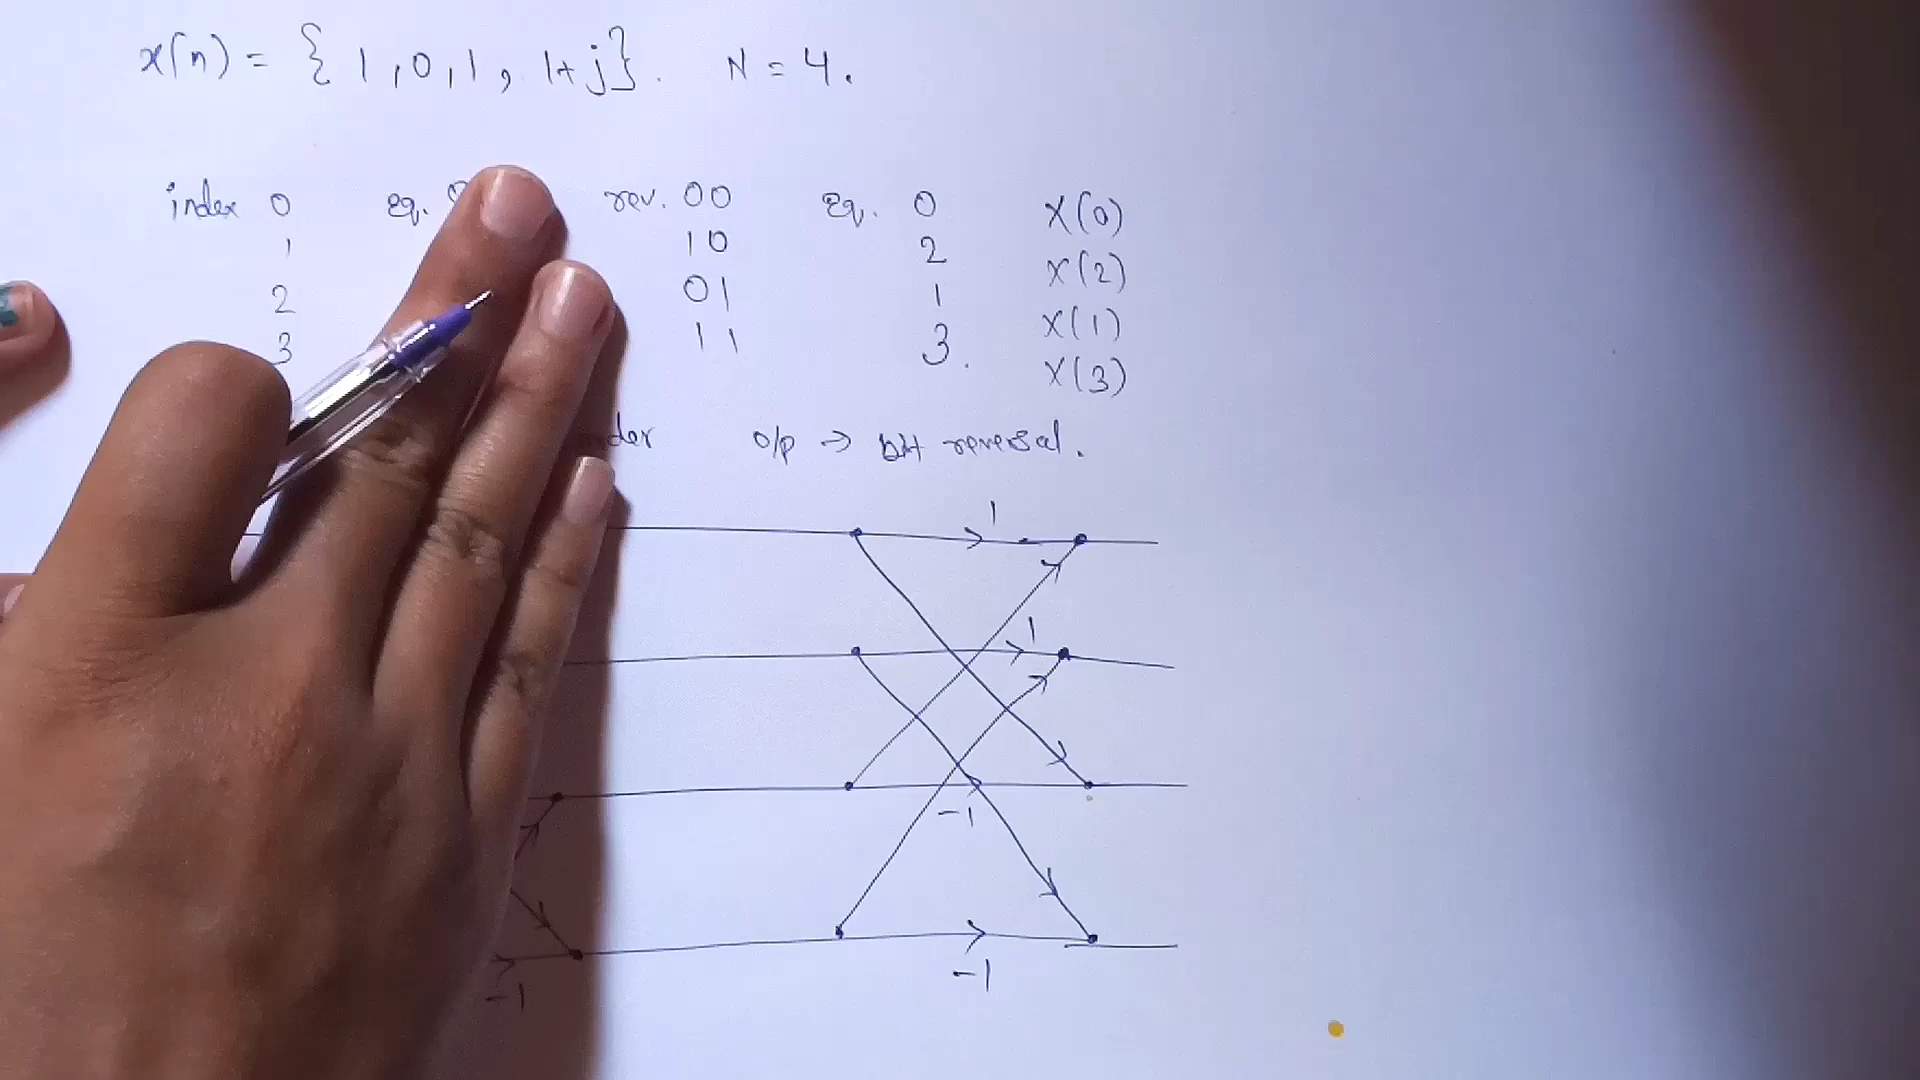 x(n) = { 1, 0, 1, 1+j}. N = 4.
index 0 eq. rev. 00 Eq. 0 X(0)
1 10 2 X(2)
2 01 1 X(1)
3 11 3. X(3)
o/p → bit reversal.
1
1
-1
-1
-1